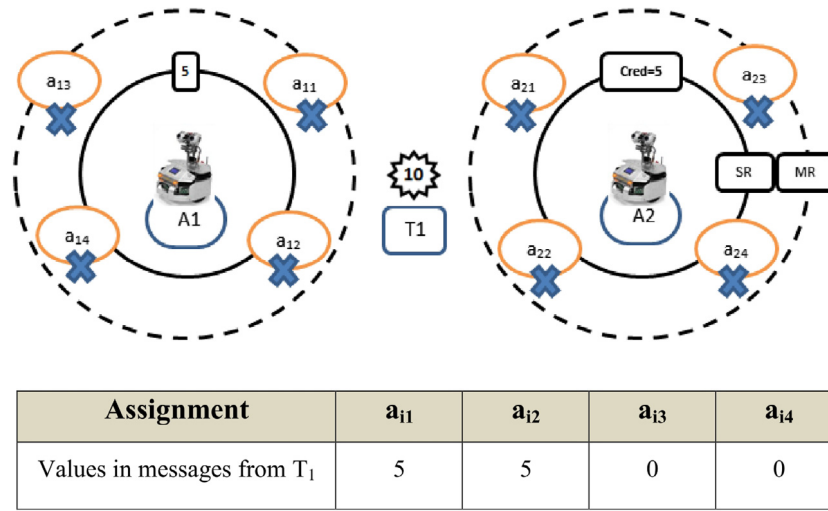 a13
5
a11
A1
a14
a12
10
T1
a21
Cred=5
a23
SR
MR
A2
a22
a24
Assignment ai1 ai2 ai3 ai4
Values in messages from T1 5 5 0 0